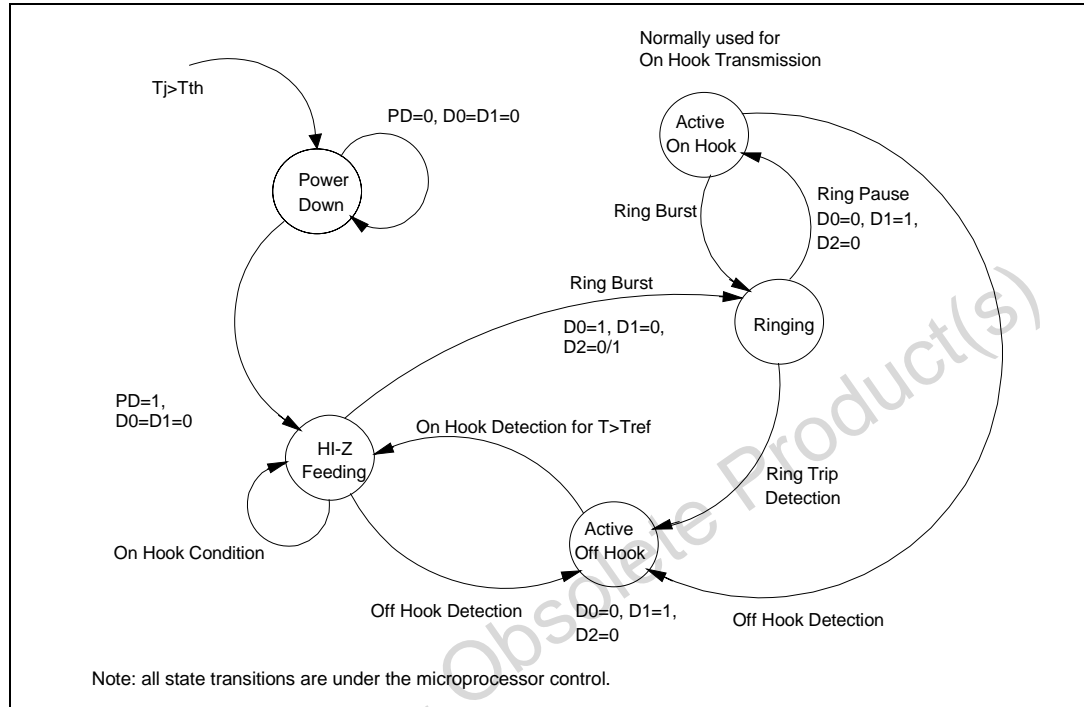 Normally used for
On Hook Transmission
Tj>Tth
PD=0, D0=D1=0
Active
On Hook
Power
Down
Ring Pause
D0=0, D1=1,
D2=0
Ring Burst
Ring Burst
Ringing
D0=1, D1=0,
D2=0/1
PD=1,
D0=D1=0
On Hook Detection for T>Tref
HI-Z
Feeding
Ring Trip
Detection
Active
Off Hook
On Hook Condition
Off Hook Detection
D0=0, D1=1,
D2=0
Off Hook Detection
Obsolete Product(s)
Note: all state transitions are under the microprocessor control.